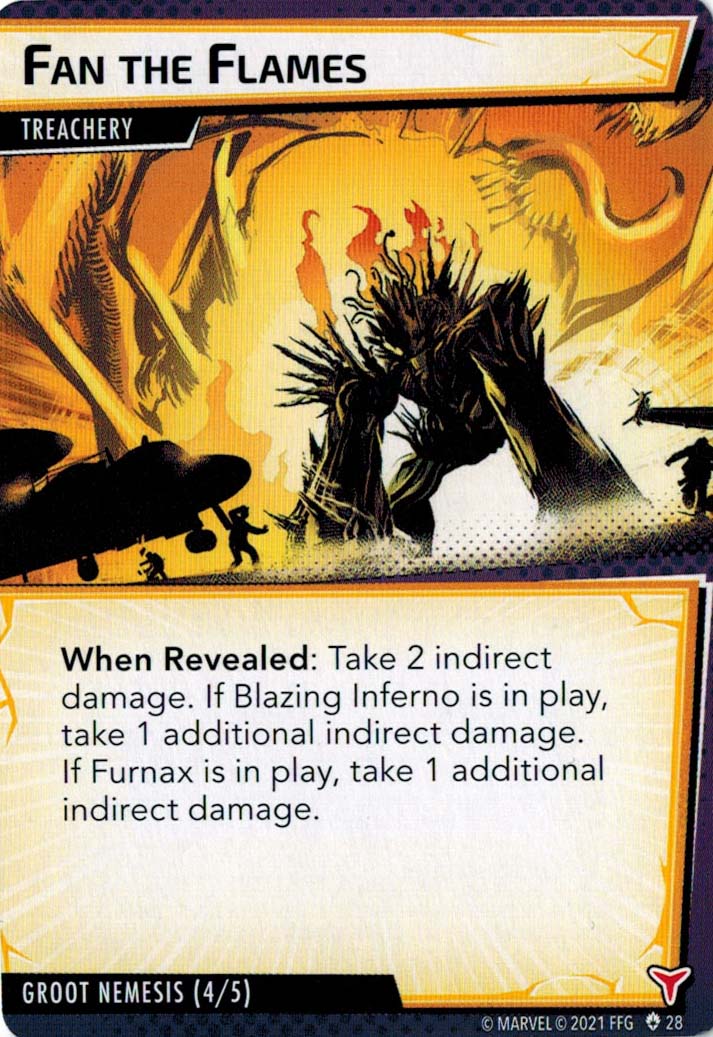 FAN THE FLAMES
TREACHERY
When Revealed: Take 2 indirect
damage. If Blazing Inferno is in play,
take 1 additional indirect damage.
If Furnax is in play, take 1 additional
indirect damage.
GROOT NEMESIS (4/5)
© MARVEL © 2021 FFG 28